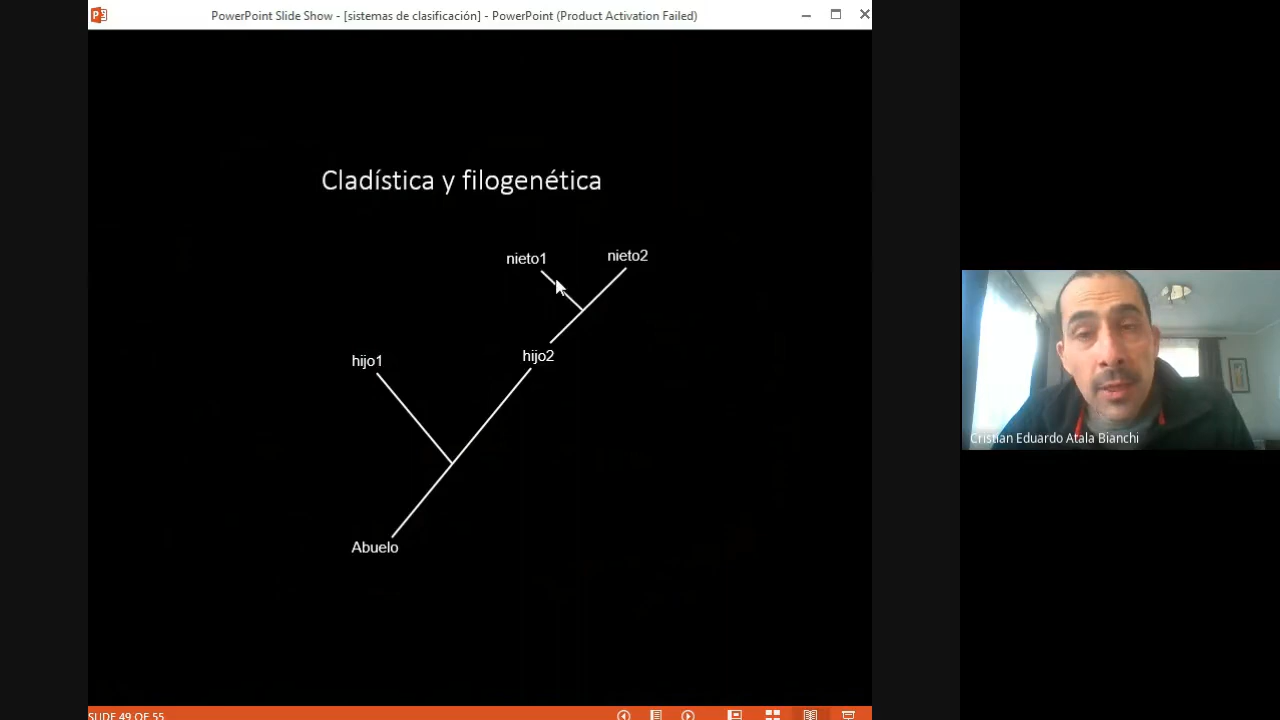 PowerPoint Slide Show - [sistemas de clasificación] - PowerPoint (Product Activation Failed)
Cladística y filogenética
nieto1
nieto2
hijo1
hijo2
Abuelo
Cristian Eduardo Atala Bianchi
SLIDE 49 OF 55